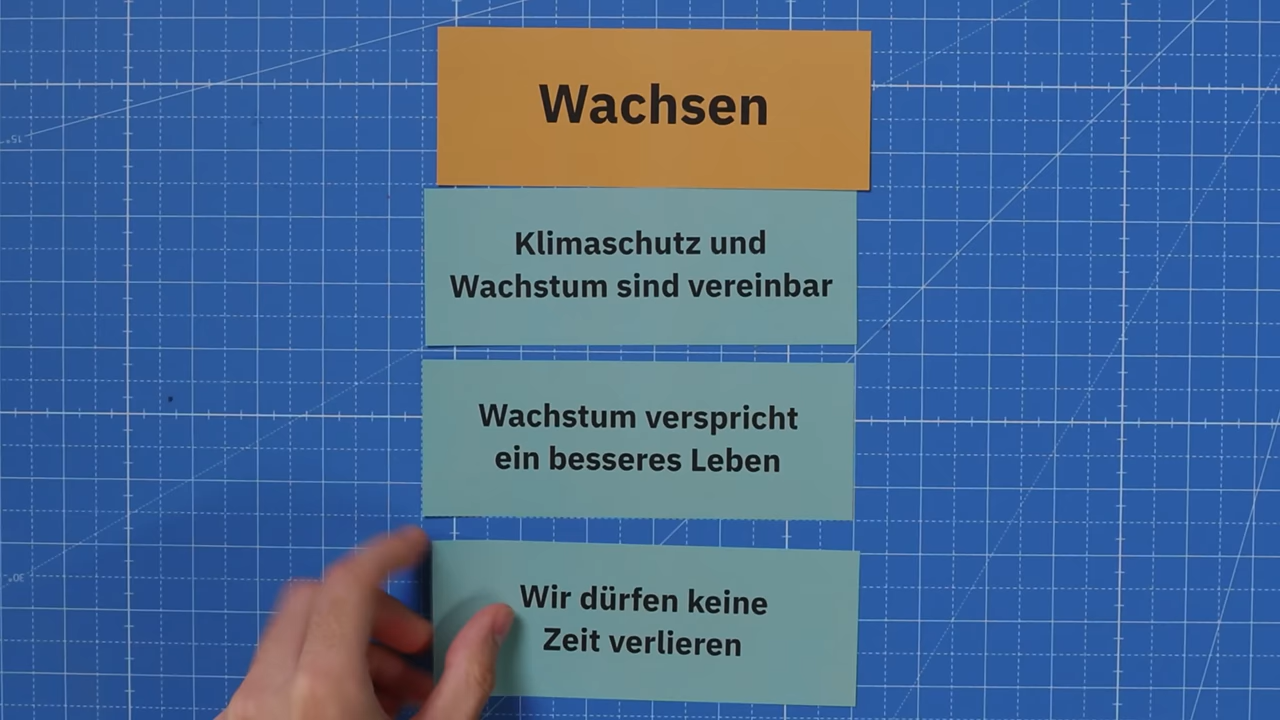 Wachsen
Klimaschutz und
Wachstum sind vereinbar
Wachstum verspricht
ein besseres Leben
Wir dürfen keine
Zeit verlieren